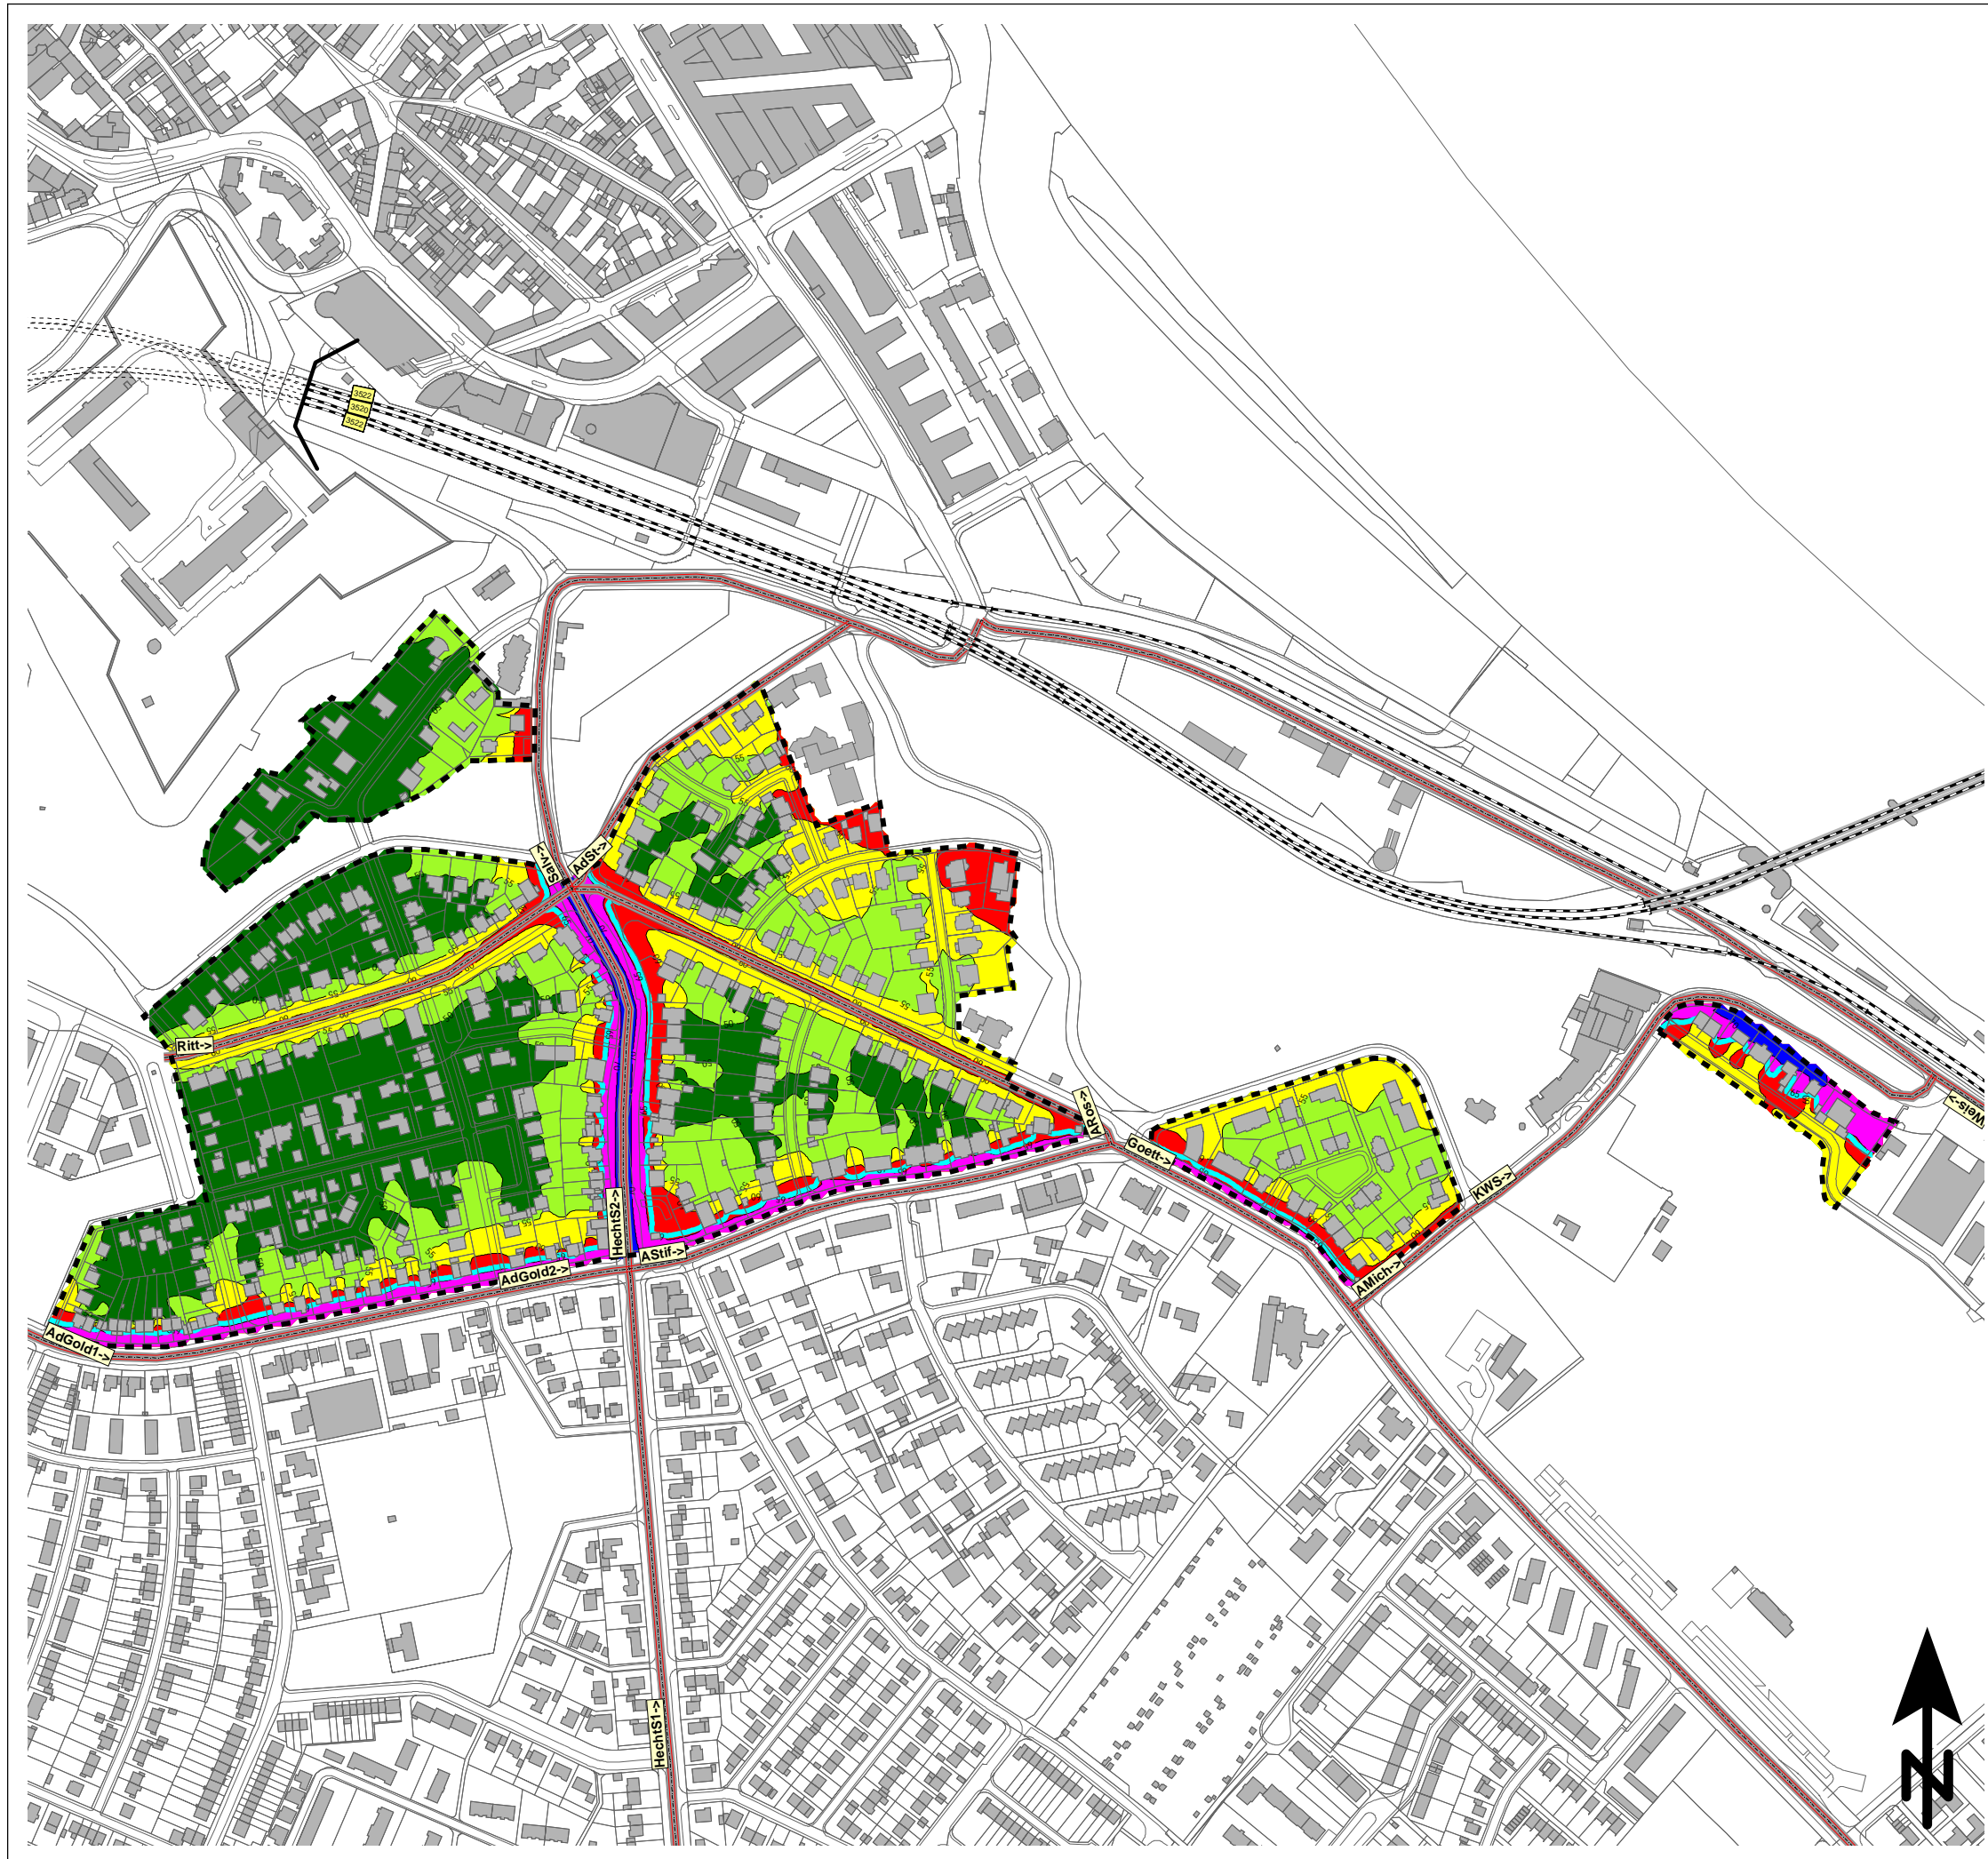 3522
3520
3522
Salv->
AdSt->
Ritt->
ARos->
Goett->
Weis->
KWS->
HechtS2->
AStif->
AdGold2->
AMich->
AdGold1->
HechtS1->
N